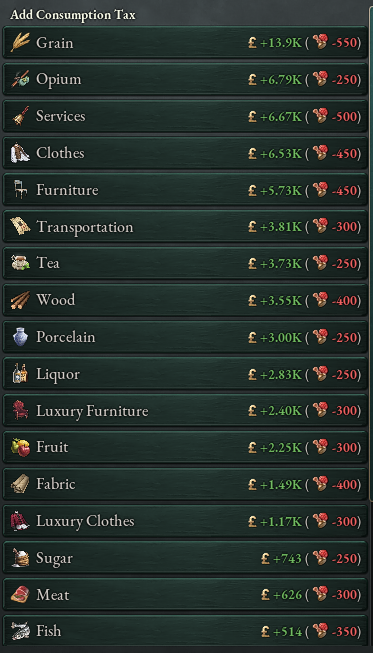 Add Consumption Tax
Grain £ +13.9K ( -550)
Opium £ +6.79K ( -250)
Services £ +6.67K ( -500)
Clothes £ +6.53K ( -450)
Furniture £ +5.73K ( -450)
Transportation £ +3.81K ( -300)
Tea £ +3.73K ( -250)
Wood £ +3.55K ( -400)
Porcelain £ +3.00K ( -250)
Liquor £ +2.83K ( -250)
Luxury Furniture £ +2.40K ( -300)
Fruit £ +2.25K ( -300)
Fabric £ +1.49K ( -400)
Luxury Clothes £ +1.17K ( -300)
Sugar £ +743 ( -250)
Meat £ +626 ( -300)
Fish £ +514 ( -350)